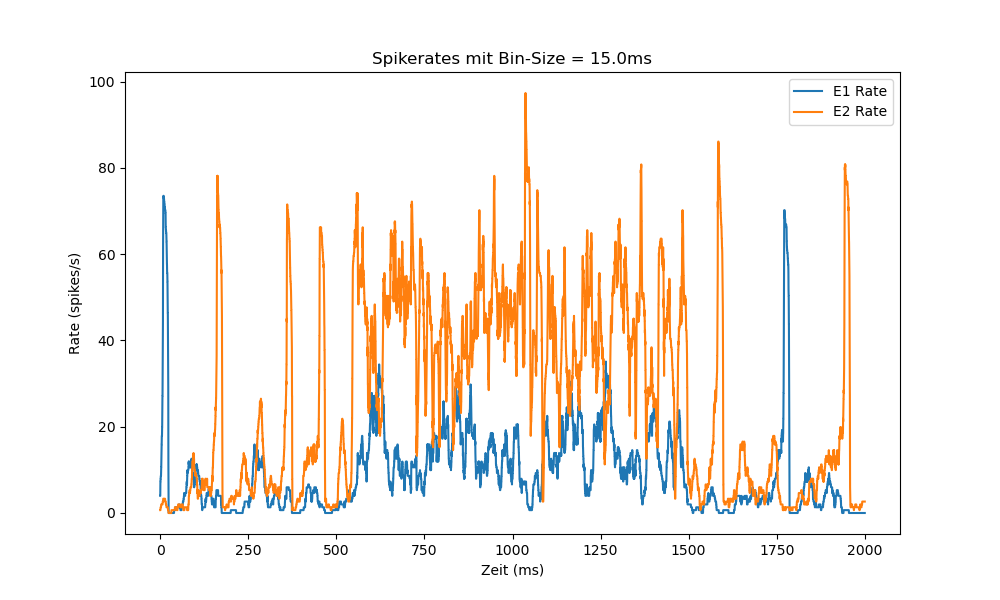 Spikerates mit Bin-Size = 15.0ms
E1 Rate
E2 Rate
100
80
60
40
20
0
Rate (spikes/s)
0 250 500 750 1000 1250 1500 1750 2000
Zeit (ms)